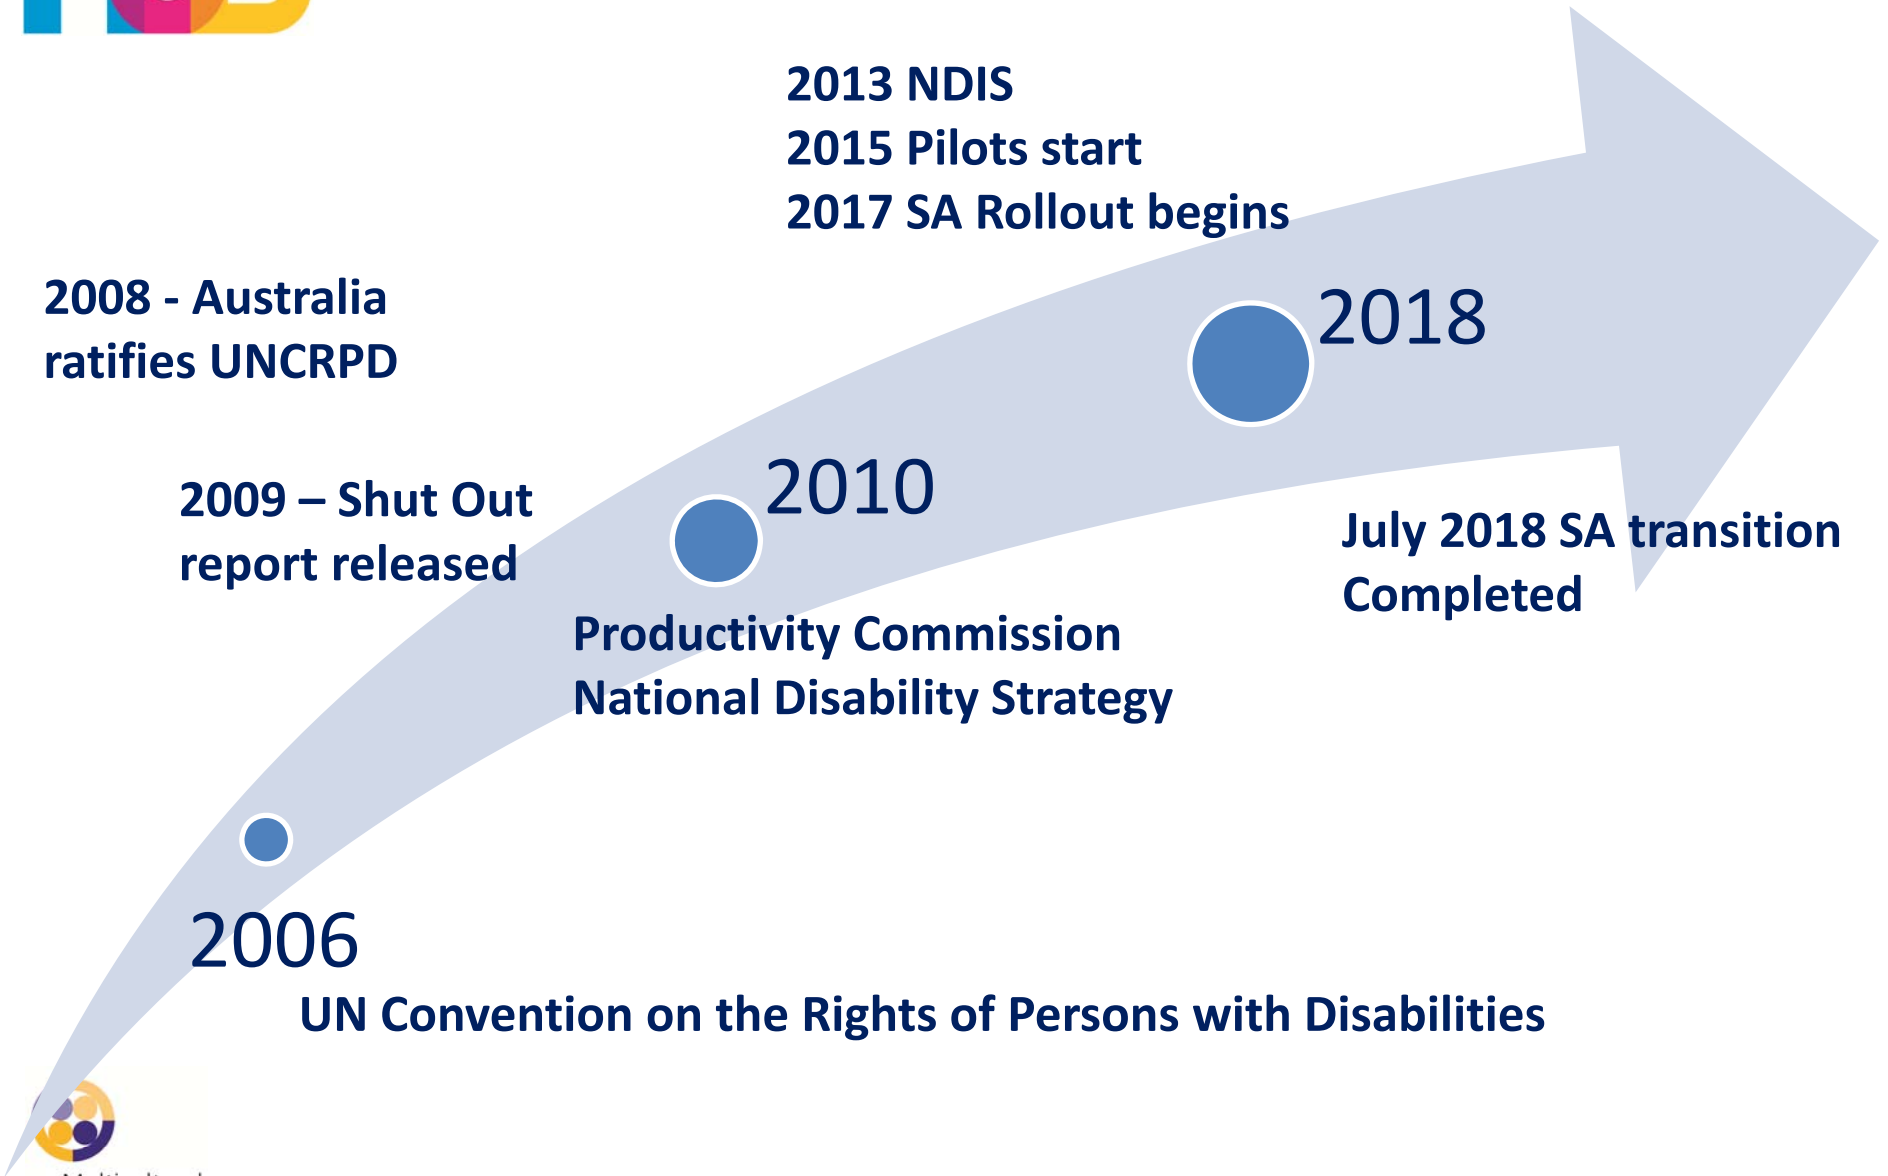 2013 NDIS
2015 Pilots start
2017 SA Rollout begins
2008 - Australia
ratifies UNCRPD
2018
2010
2009 – Shut Out
report released
July 2018 SA transition
Completed
Productivity Commission
National Disability Strategy
2006
UN Convention on the Rights of Persons with Disabilities